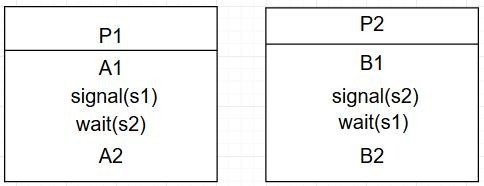 P1
A1
signal(s1)
wait(s2)
A2
P2
B1
signal(s2)
wait(s1)
B2